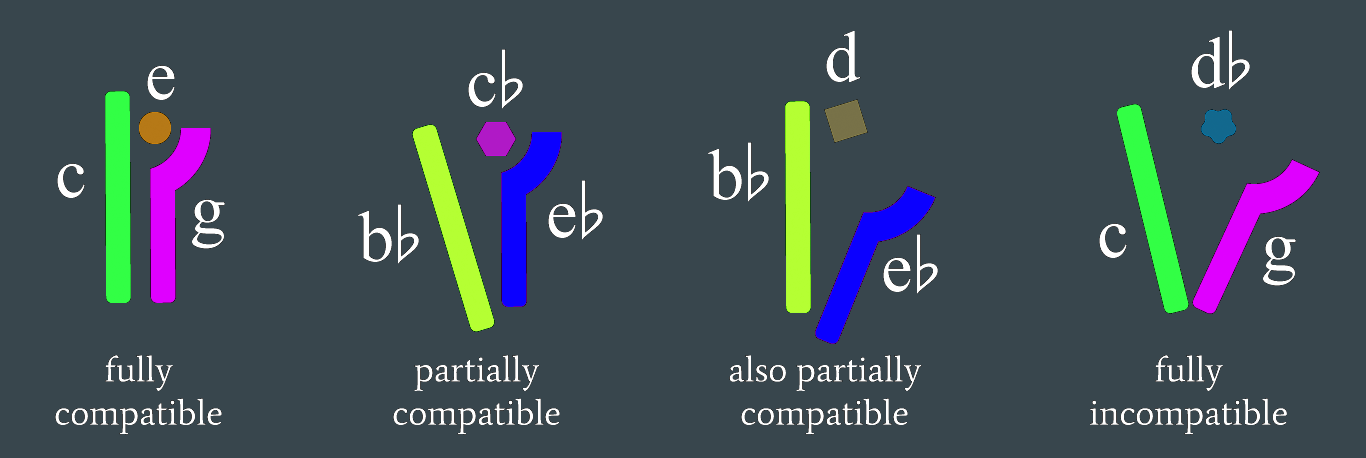 e
c
g
c♭
b♭
e♭
d
b♭
e♭
d♭
c
g
fully
compatible
partially
compatible
also partially
compatible
fully
incompatible